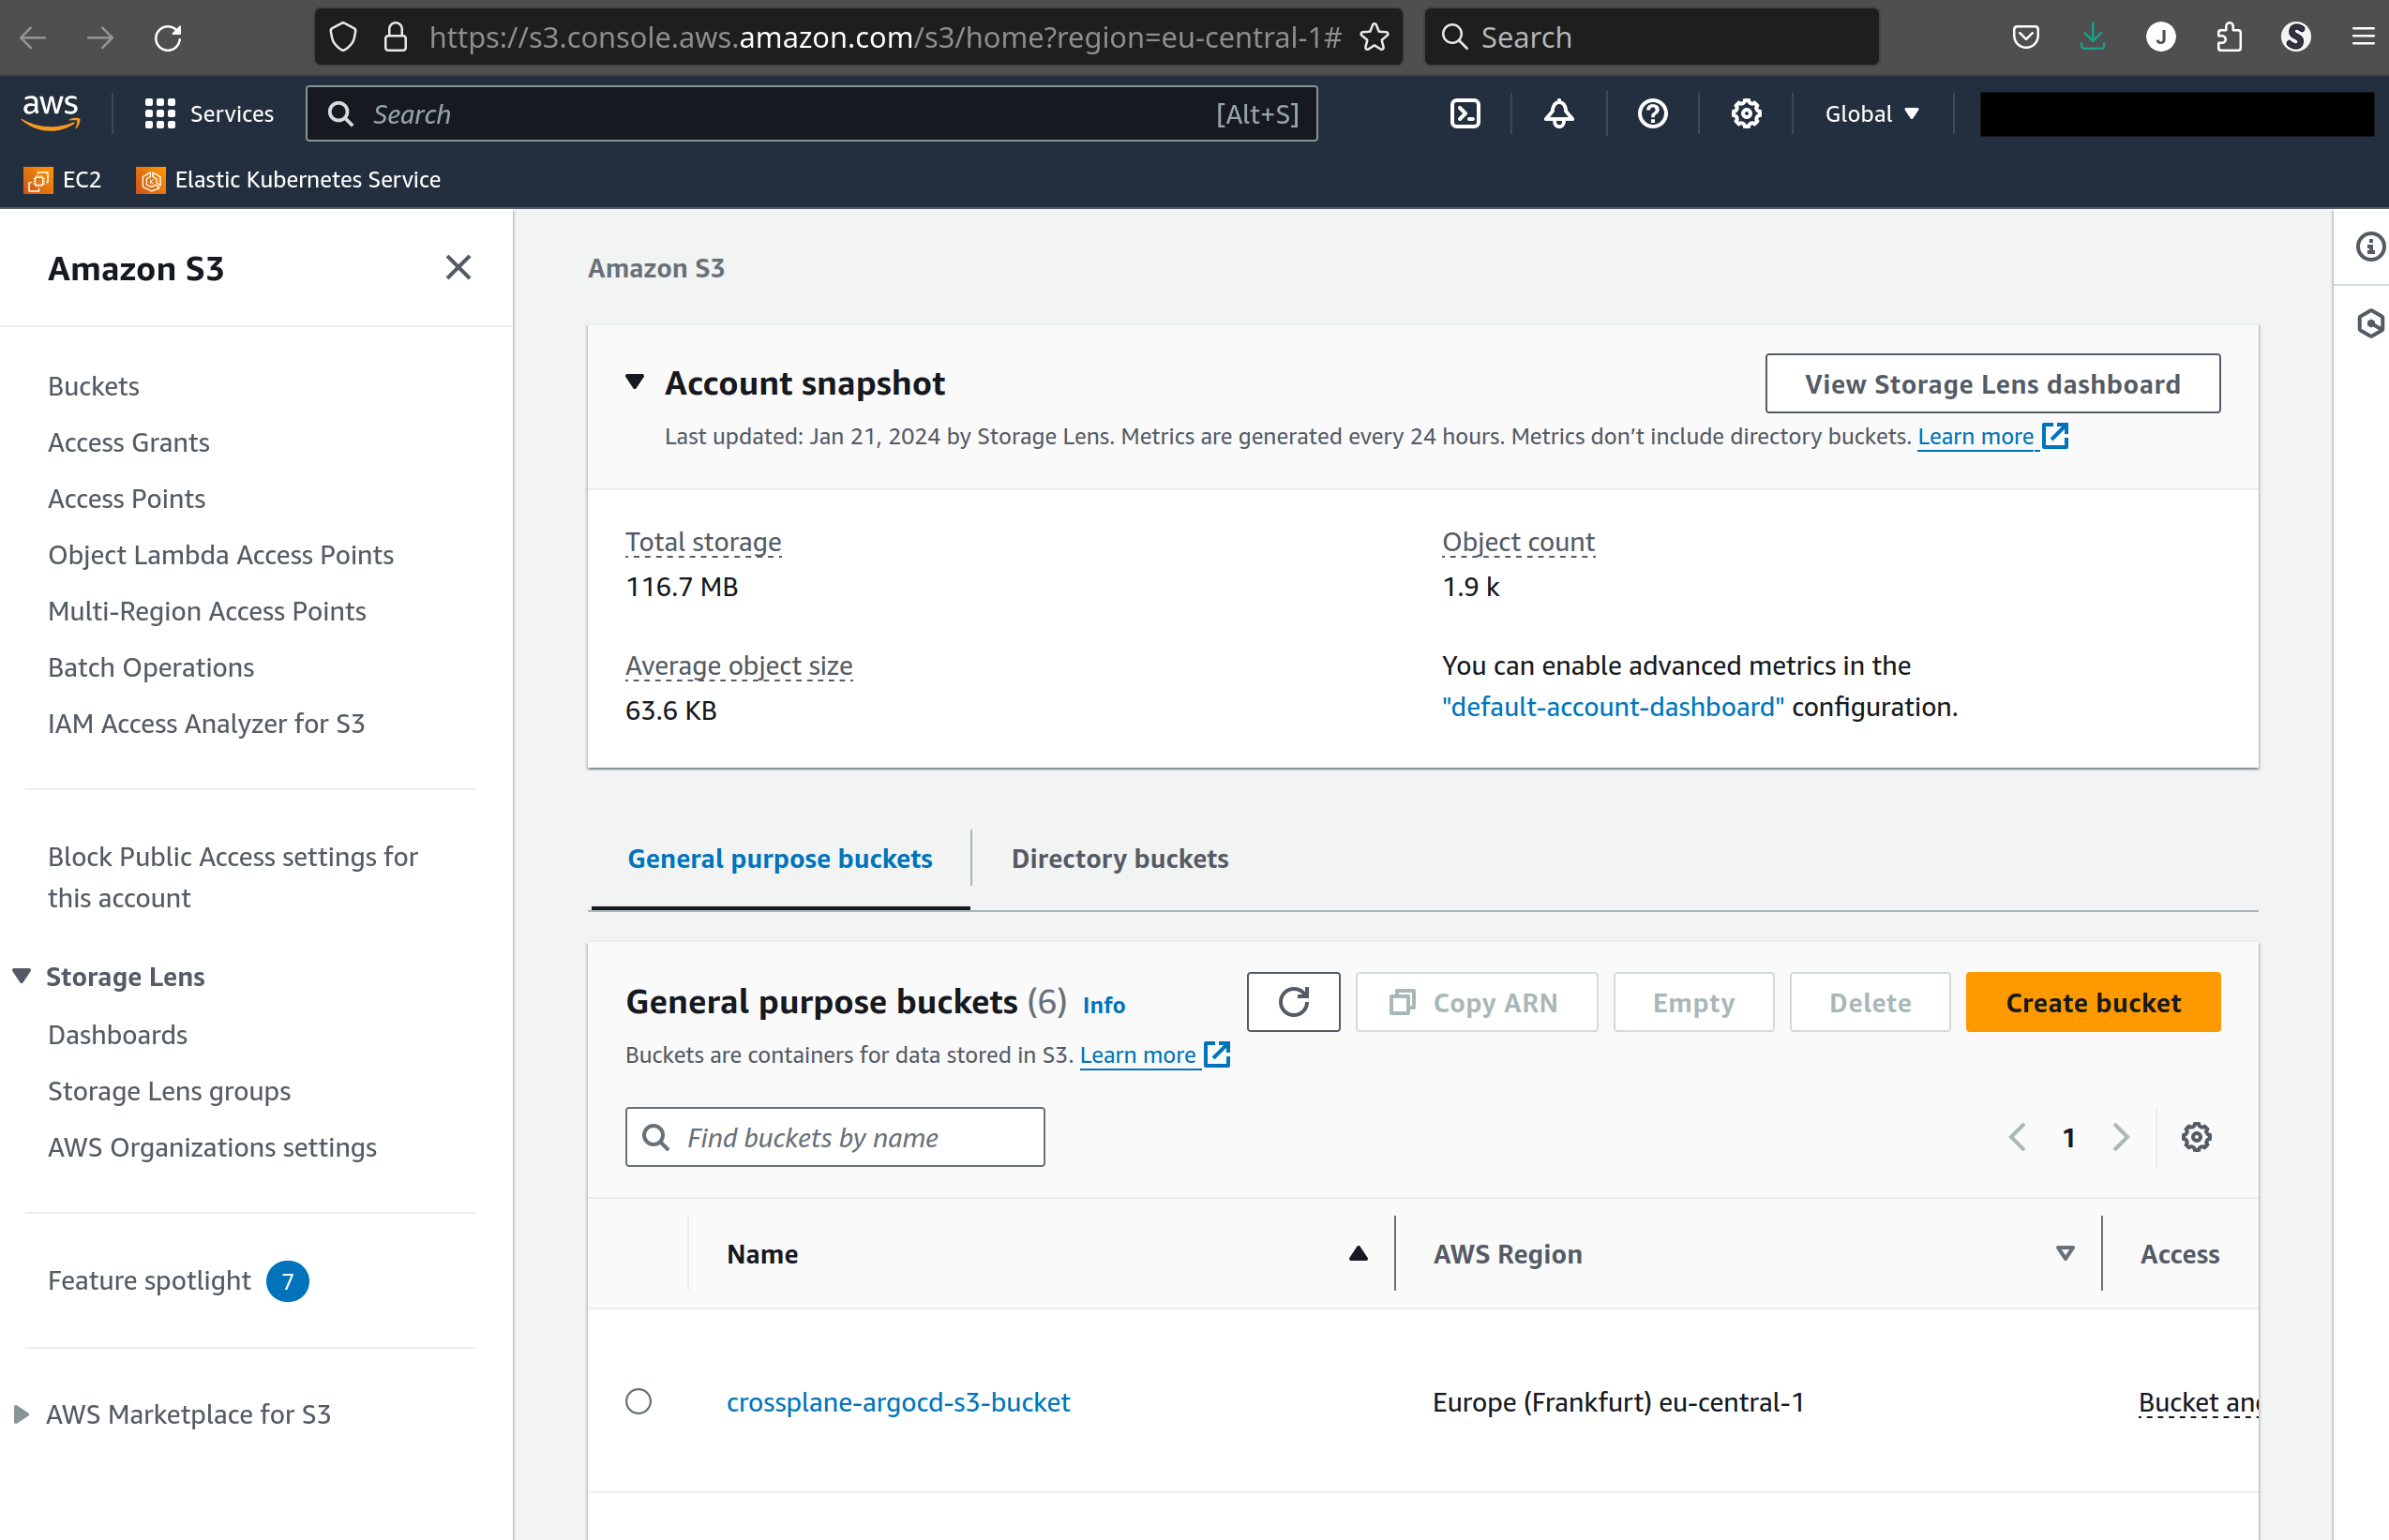 https://s3.console.aws.amazon.com/s3/home?region=eu-central-1#
Search
J
S
aws
Services
Search
[Alt+S]
Global
EC2
Elastic Kubernetes Service
Amazon S3
Buckets
Access Grants
Access Points
Object Lambda Access Points
Multi-Region Access Points
Batch Operations
IAM Access Analyzer for S3
Block Public Access settings for
this account
Storage Lens
Dashboards
Storage Lens groups
AWS Organizations settings
Feature spotlight 7
AWS Marketplace for S3
Amazon S3
Account snapshot
View Storage Lens dashboard
Last updated: Jan 21, 2024 by Storage Lens. Metrics are generated every 24 hours. Metrics don’t include directory buckets. Learn more
Total storage
116.7 MB
Object count
1.9 k
Average object size
63.6 KB
You can enable advanced metrics in the
"default-account-dashboard" configuration.
General purpose buckets
Directory buckets
General purpose buckets (6) Info
Copy ARN
Empty
Delete
Create bucket
Buckets are containers for data stored in S3. Learn more
Find buckets by name
1
Name
AWS Region
Access
crossplane-argocd-s3-bucket
Europe (Frankfurt) eu-central-1
Bucket